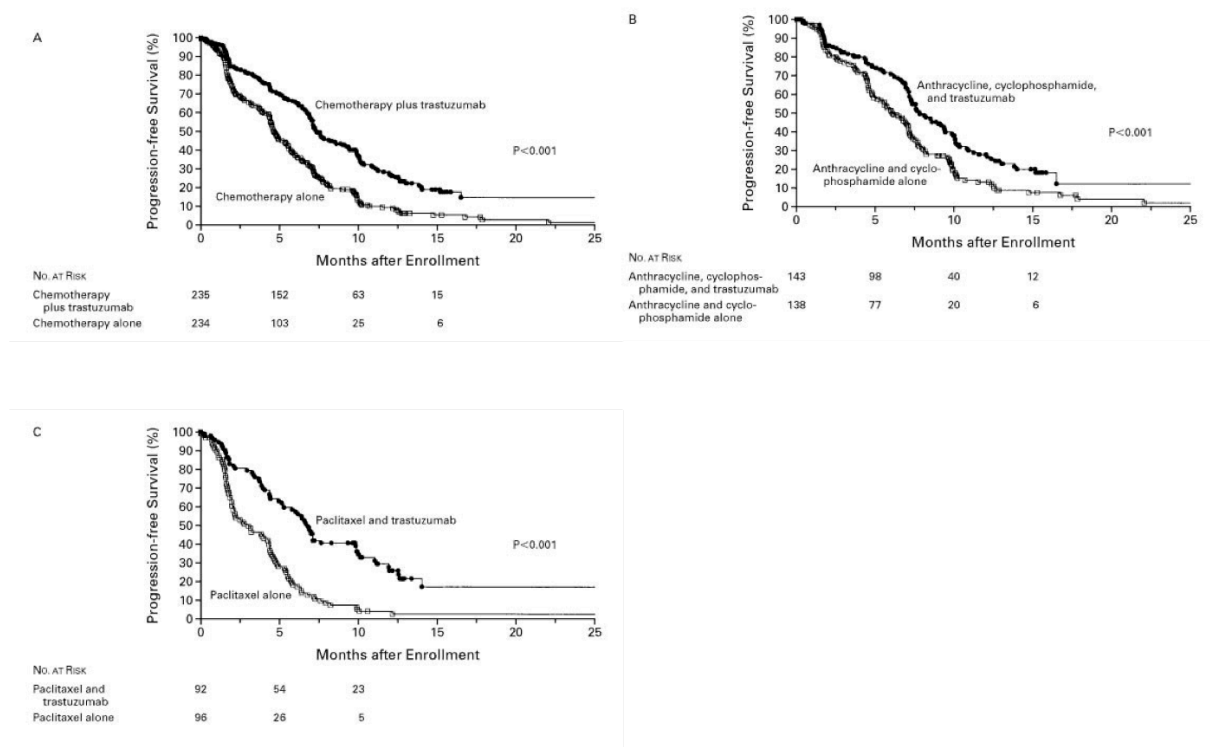 A
Progression-free Survival (%)
100
90
80
70
60
50
40
30
20
10
0
Chemotherapy plus trastuzumab
P<0.001
Chemotherapy alone
0 5 10 15 20 25
Months after Enrollment
No. at Risk
Chemotherapy 235 152 63 15
plus trastuzumab
Chemotherapy alone 234 103 25 6
B
Progression-free Survival (%)
100
90
80
70
60
50
40
30
20
10
0
Anthracycline, cyclophosphamide,
and trastuzumab
P<0.001
Anthracycline and cyclo-
phosphamide alone
0 5 10 15 20 25
Months after Enrollment
No. at Risk
Anthracycline, cyclophos- 143 98 40 12
phamide, and trastuzumab
Anthracycline and cyclo- 138 77 20 6
phosphamide alone
C
Progression-free Survival (%)
100
90
80
70
60
50
40
30
20
10
0
Paclitaxel and trastuzumab
P<0.001
Paclitaxel alone
0 5 10 15 20 25
Months after Enrollment
No. at Risk
Paclitaxel and 92 54 23
trastuzumab
Paclitaxel alone 96 26 5